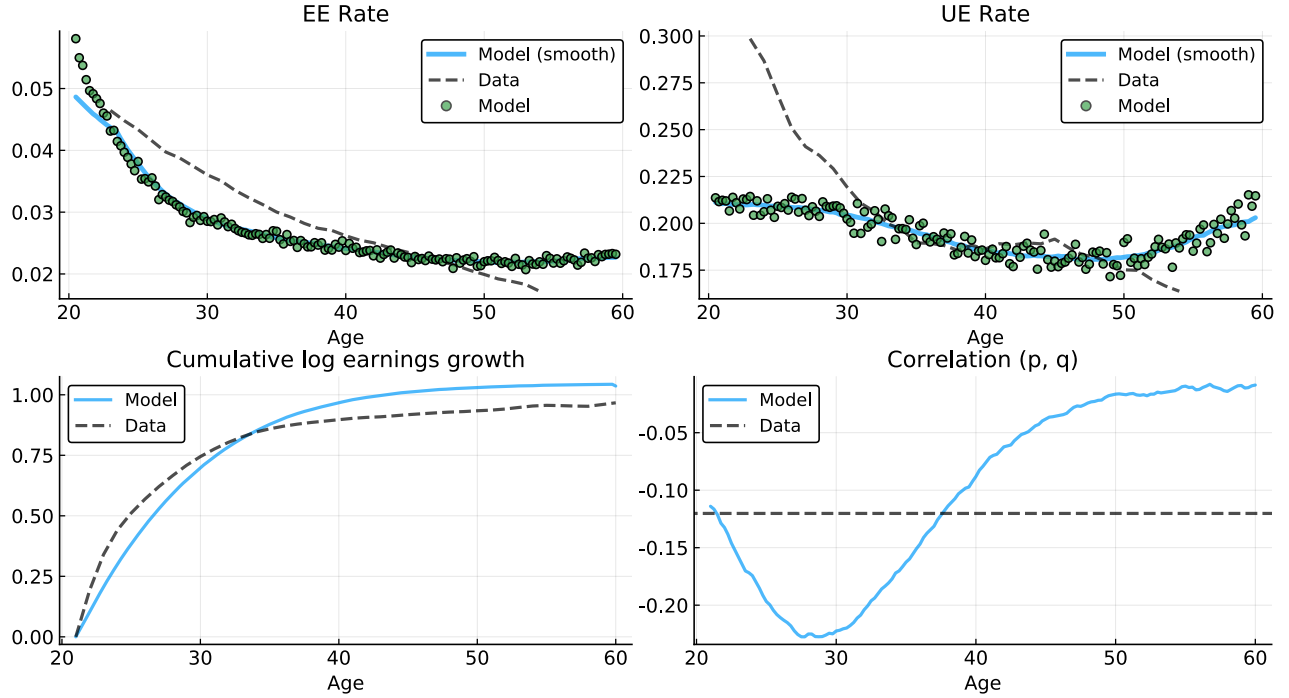 EE Rate
0.05
0.04
0.03
0.02
20
30
40
50
60
Age
Model (smooth)
Data
Model
UE Rate
0.300
0.275
0.250
0.225
0.200
0.175
20
30
40
50
60
Age
Model (smooth)
Data
Model
Cumulative log earnings growth
1.00
0.75
0.50
0.25
0.00
20
30
40
50
60
Age
Model
Data
Correlation (p, q)
-0.05
-0.10
-0.15
-0.20
20
30
40
50
60
Age
Model
Data